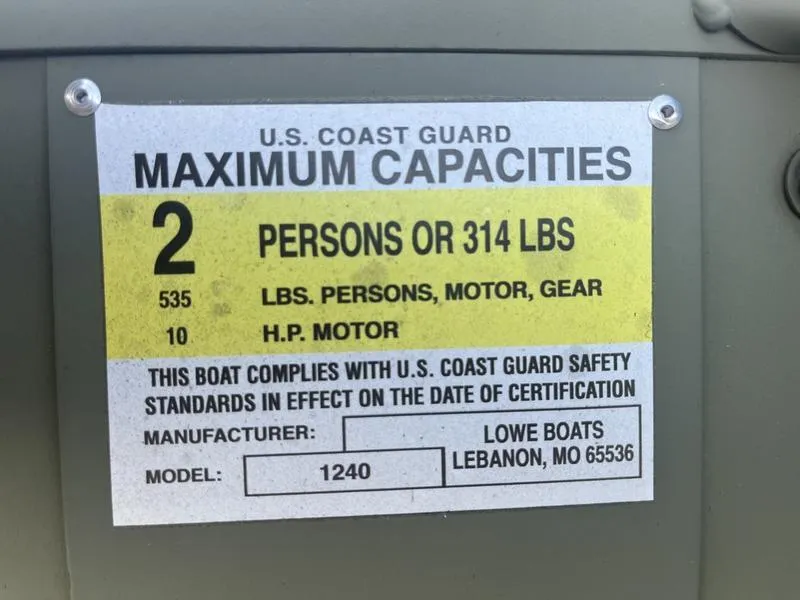 U.S. COAST GUARD
MAXIMUM CAPACITIES
2 PERSONS OR 314 LBS
535 LBS. PERSONS, MOTOR, GEAR
10 H.P. MOTOR
THIS BOAT COMPLIES WITH U.S. COAST GUARD SAFETY
STANDARDS IN EFFECT ON THE DATE OF CERTIFICATION
MANUFACTURER: LOWE BOATS
LEBANON, MO 65536
MODEL: 1240